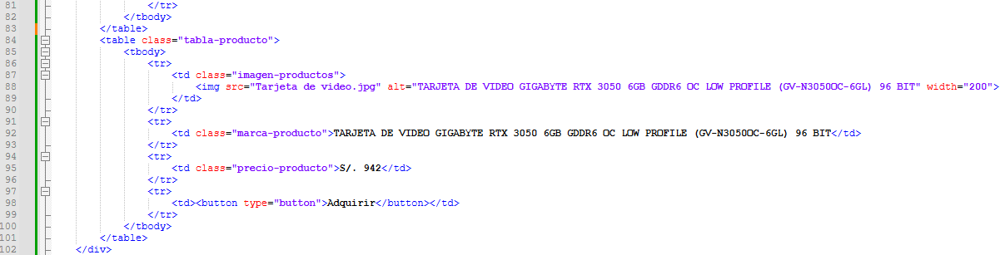 81 </tr>
82 </tbody>
83 </table>
84 <table class="tabla-producto">
85 <tbody>
86 <tr>
87 <td class="imagen-productos">
88 <img src="Tarjeta de video.jpg" alt="TARJETA DE VIDEO GIGABYTE RTX 3050 6GB GDDR6 OC LOW PROFILE (GV-N3050OC-6GL) 96 BIT" width="200">
89 </td>
90 </tr>
91 <tr>
92 <td class="marca-producto">TARJETA DE VIDEO GIGABYTE RTX 3050 6GB GDDR6 OC LOW PROFILE (GV-N3050OC-6GL) 96 BIT</td>
93 </tr>
94 <tr>
95 <td class="precio-producto">S/. 942</td>
96 </tr>
97 <tr>
98 <td><button type="button">Adquirir</button></td>
99 </tr>
100 </tbody>
101 </table>
102 </div>